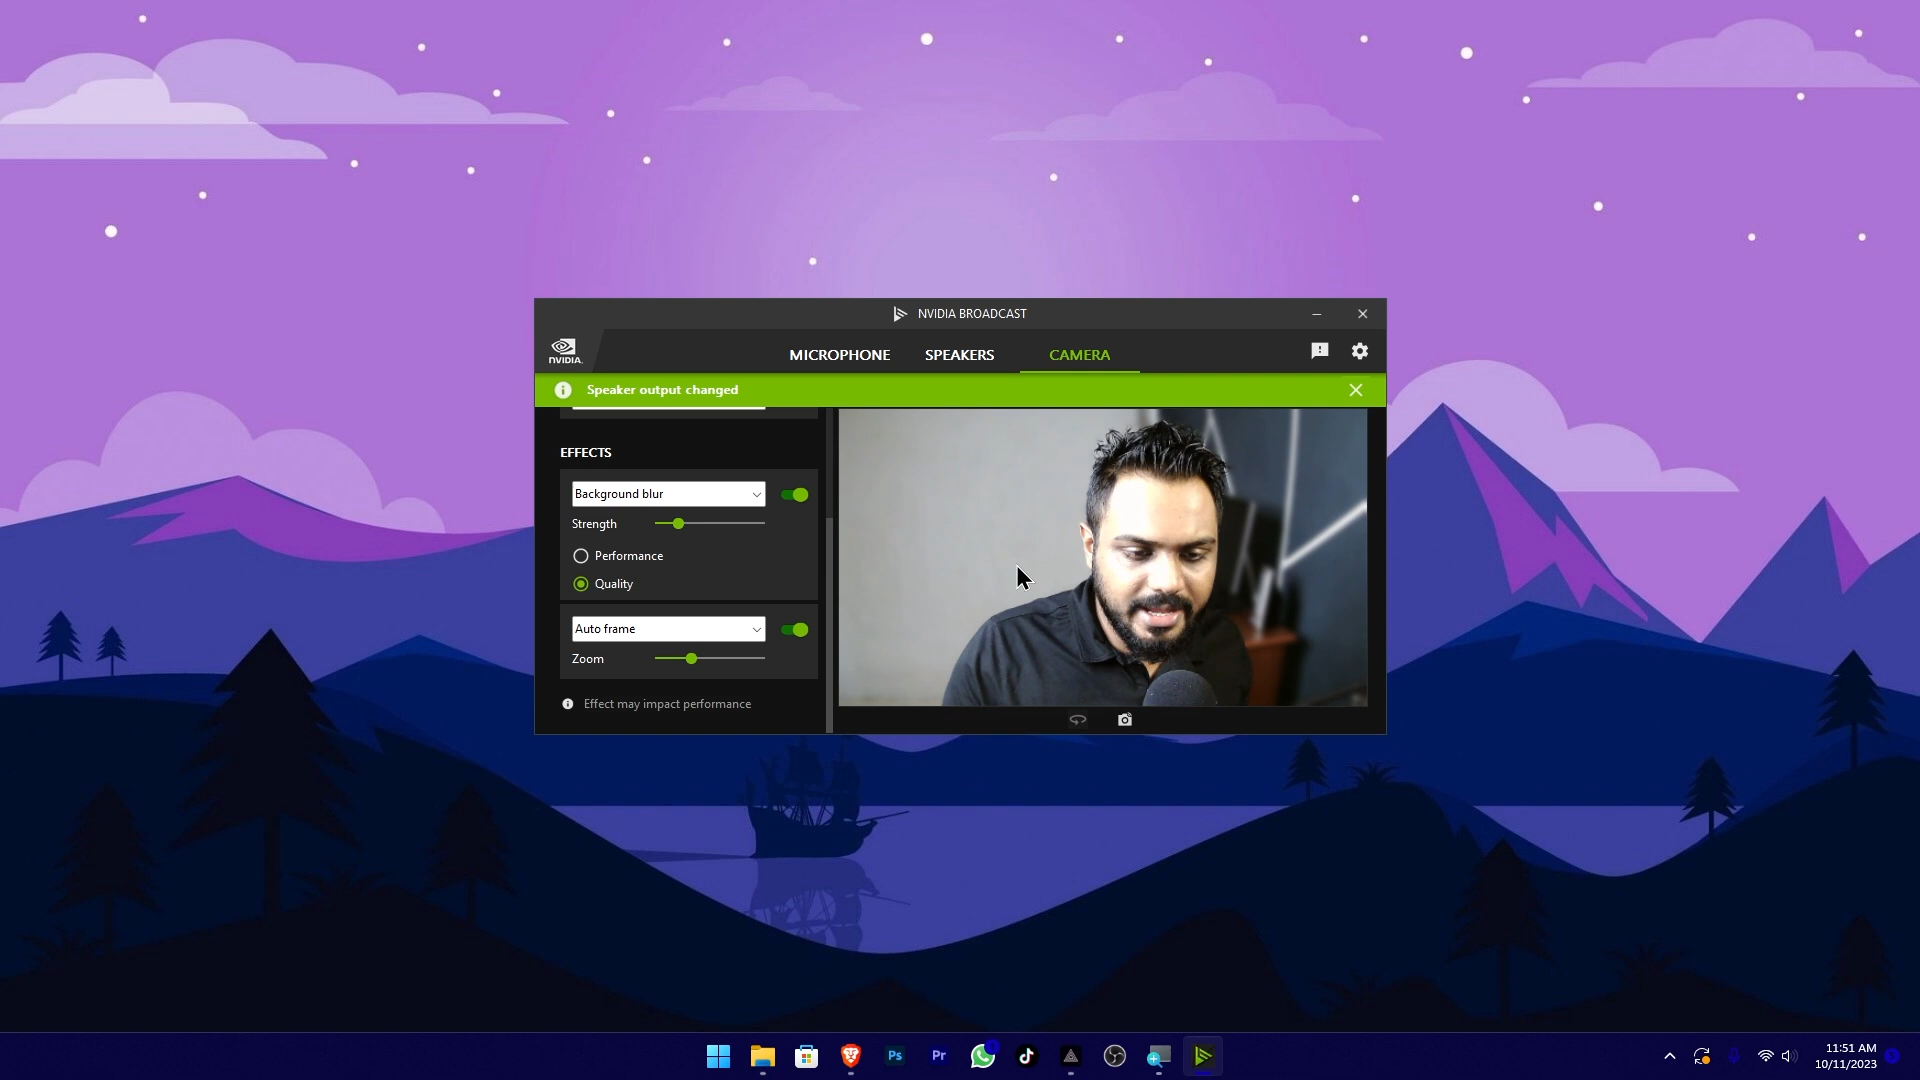 NVIDIA BROADCAST
NVIDIA.
MICROPHONE
SPEAKERS
CAMERA
Speaker output changed
EFFECTS
Background blur
Strength
Performance
Quality
Auto frame
Zoom
Effect may impact performance
Ps
Pr
11:51 AM
10/11/2023